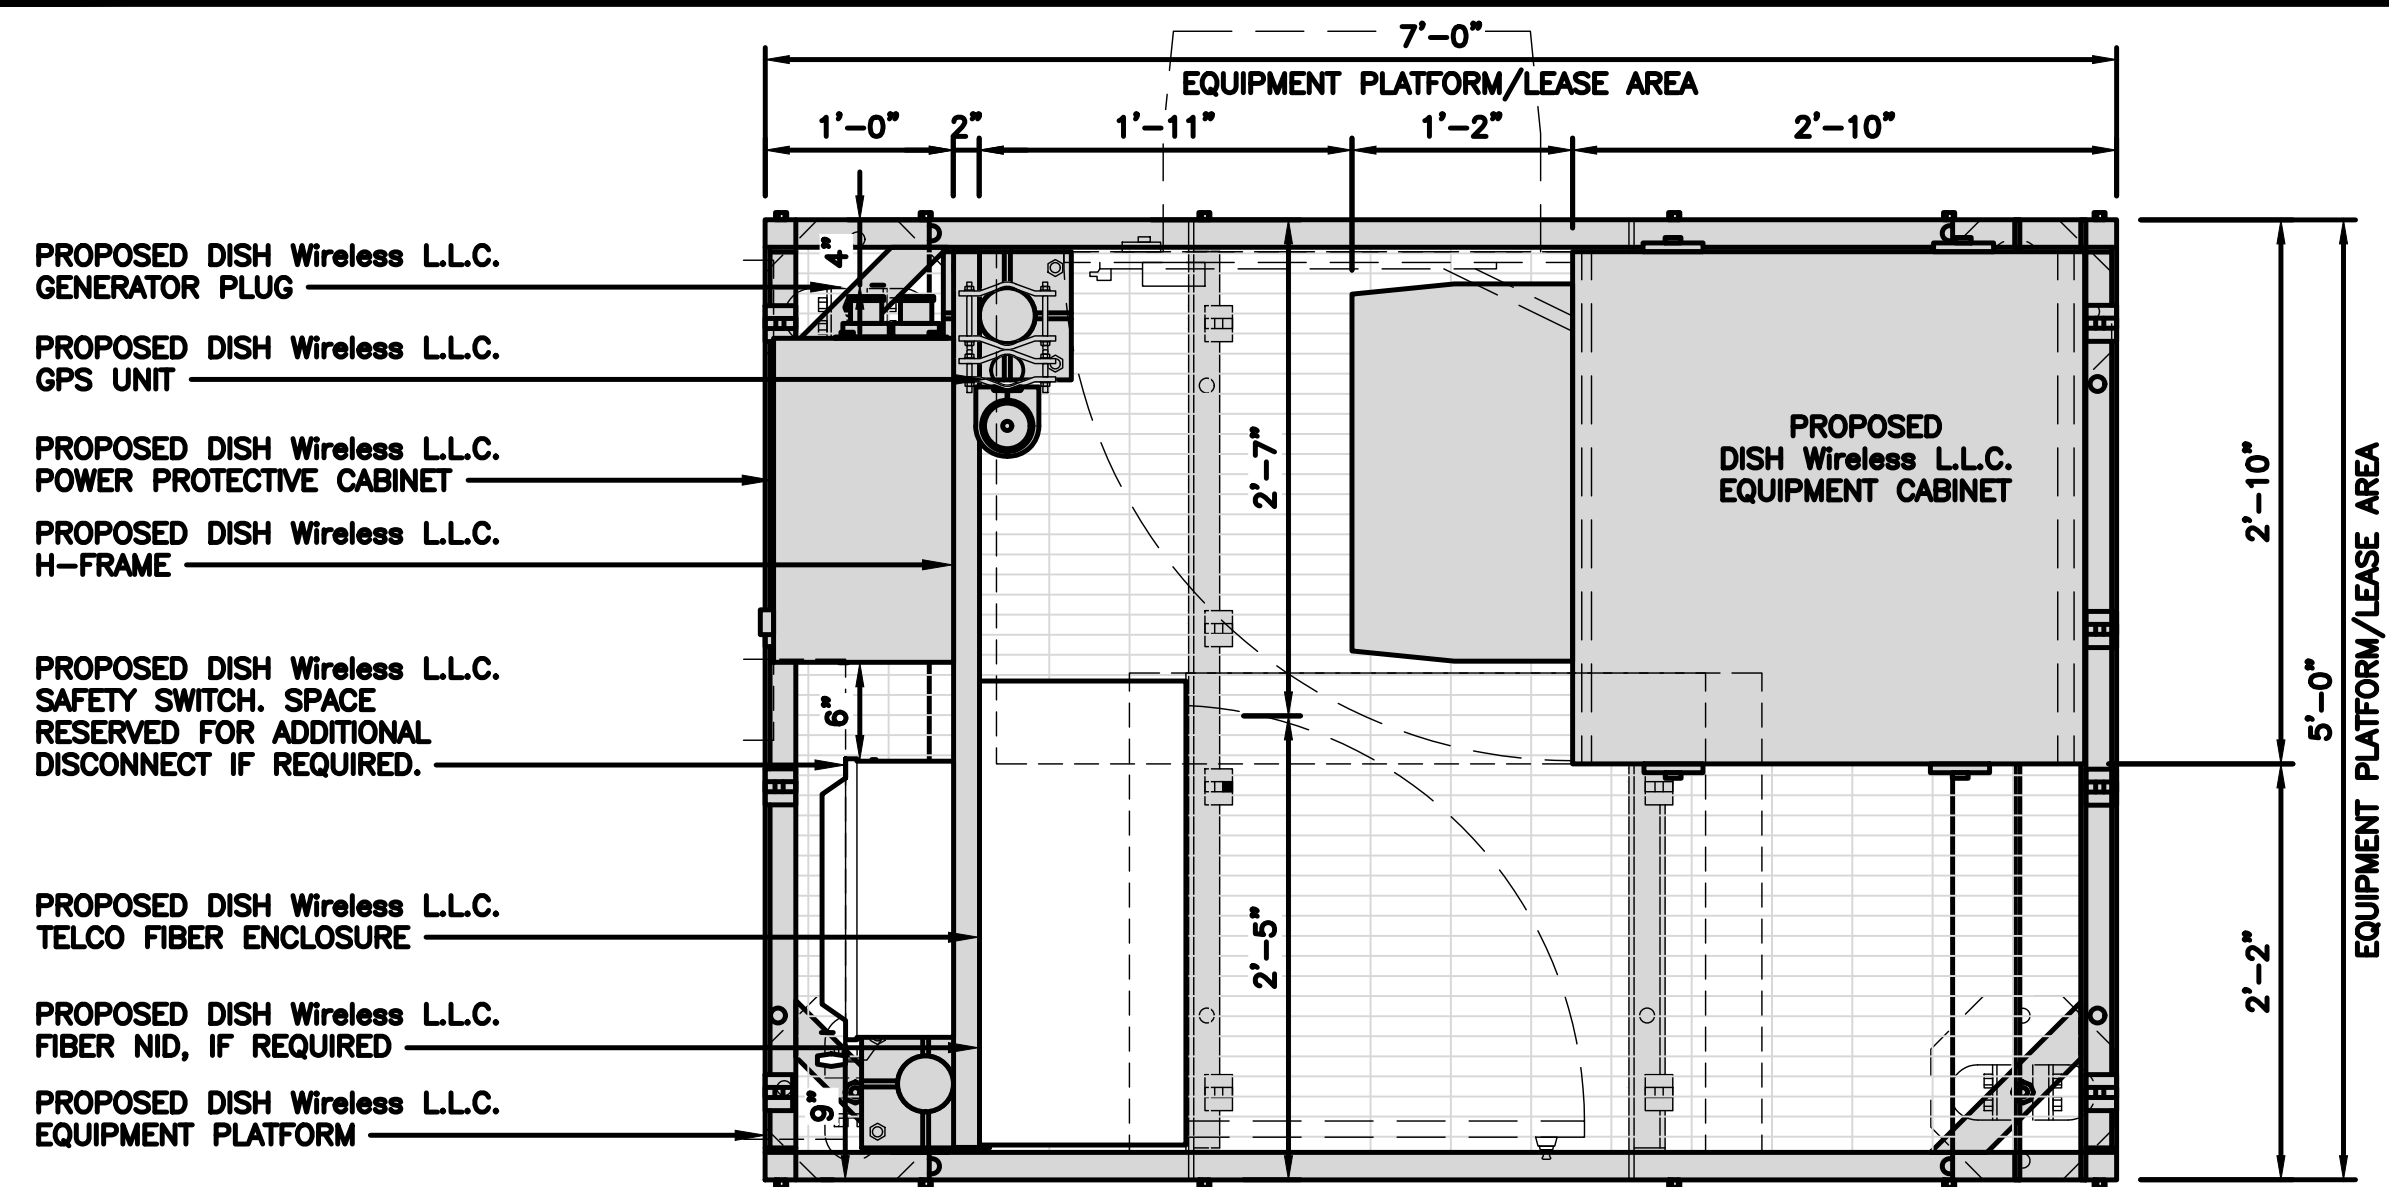 7'-0"
EQUIPMENT PLATFORM/LEASE AREA
1'-0"
2"
1'-11"
1'-2"
2'-10"
PROPOSED DISH Wireless L.L.C.
GENERATOR PLUG
PROPOSED DISH Wireless L.L.C.
GPS UNIT
PROPOSED DISH Wireless L.L.C.
POWER PROTECTIVE CABINET
PROPOSED DISH Wireless L.L.C.
H-FRAME
PROPOSED DISH Wireless L.L.C.
SAFETY SWITCH. SPACE
RESERVED FOR ADDITIONAL
DISCONNECT IF REQUIRED.
PROPOSED DISH Wireless L.L.C.
TELCO FIBER ENCLOSURE
PROPOSED DISH Wireless L.L.C.
FIBER NID, IF REQUIRED
PROPOSED DISH Wireless L.L.C.
EQUIPMENT PLATFORM
4"
6"
9"
2'-7"
2'-5"
PROPOSED
DISH Wireless L.L.C.
EQUIPMENT CABINET
2'-10"
2'-2"
5'-0"
EQUIPMENT PLATFORM/LEASE AREA